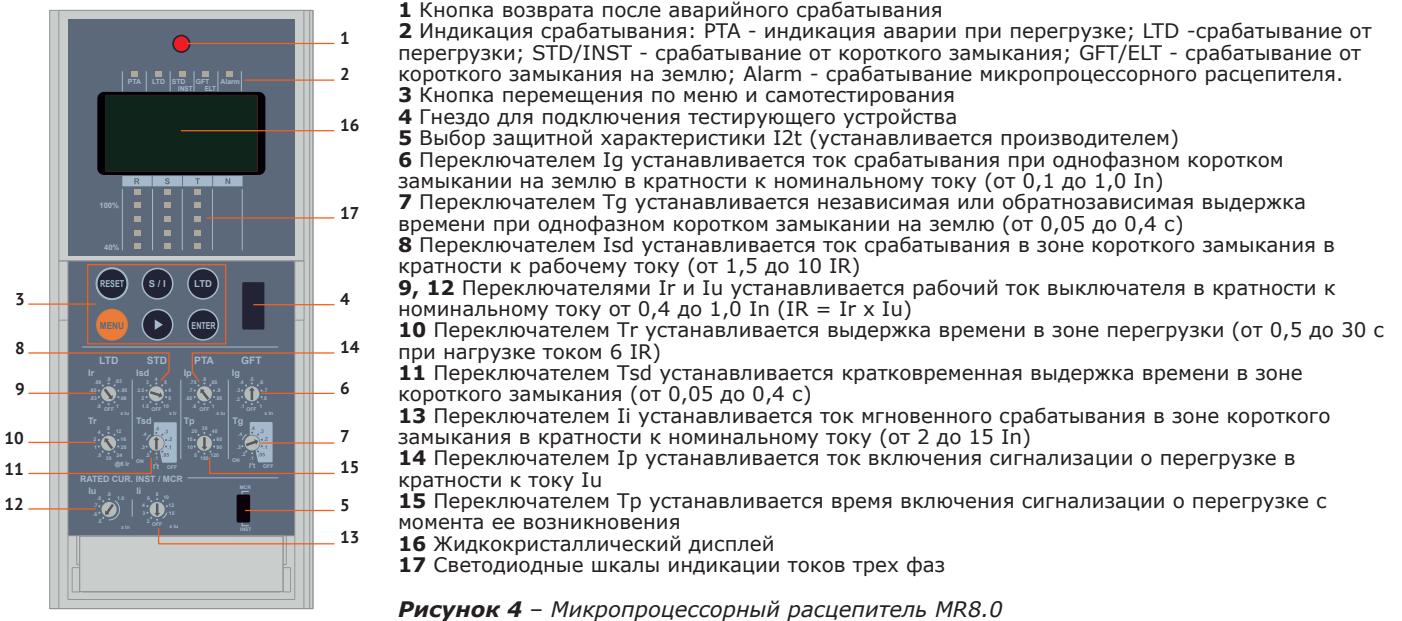 1 Кнопка возврата после аварийного срабатывания
2 Индикация срабатывания: PTA - индикация аварии при перегрузке; LTD -срабатывание от
перегрузки; STD/INST - срабатывание от короткого замыкания; GFT/ELT - срабатывание от
короткого замыкания на землю; Alarm - срабатывание микропроцессорного расцепителя.
3 Кнопка перемещения по меню и самотестирования
4 Гнездо для подключения тестирующего устройства
5 Выбор защитной характеристики I2t (устанавливается производителем)
6 Переключателем Ig устанавливается ток срабатывания при однофазном коротком
замыкании на землю в кратности к номинальному току (от 0,1 до 1,0 In)
7 Переключателем Tg устанавливается независимая или обратнозависимая выдержка
времени при однофазном коротком замыкании на землю (от 0,05 до 0,4 с)
8 Переключателем Isd устанавливается ток срабатывания в зоне короткого замыкания в
кратности к рабочему току (от 1,5 до 10 IR)
9, 12 Переключателями Ir и Iu устанавливается рабочий ток выключателя в кратности к
номинальному току от 0,4 до 1,0 In (IR = Ir x Iu)
10 Переключателем Tr устанавливается выдержка времени в зоне перегрузки (от 0,5 до 30 с
при нагрузке током 6 IR)
11 Переключателем Tsd устанавливается кратковременная выдержка времени в зоне
короткого замыкания (от 0,05 до 0,4 с)
13 Переключателем Ii устанавливается ток мгновенного срабатывания в зоне короткого
замыкания в кратности к номинальному току (от 2 до 15 In)
14 Переключателем Ip устанавливается ток включения сигнализации о перегрузке в
кратности к току Iu
15 Переключателем Tp устанавливается время включения сигнализации о перегрузке с
момента ее возникновения
16 Жидкокристаллический дисплей
17 Светодиодные шкалы индикации токов трех фаз
Рисунок 4 – Микропроцессорный расцепитель MR8.0
1
2
PTA LTD STD GFT Alarm
INST ELT
16
R S T N
100%
17
40%
RESET S / I LTD
3
4
MENU ENTER
8
14
LTD STD PTA GFT
Ir Isd Ip Ig
9
6
Tr Tsd Tp Tg
10
7
@6 Ir
11
15
RATED CUR. INST / MCR
MCR
Iu Ii
12
5
INST
13